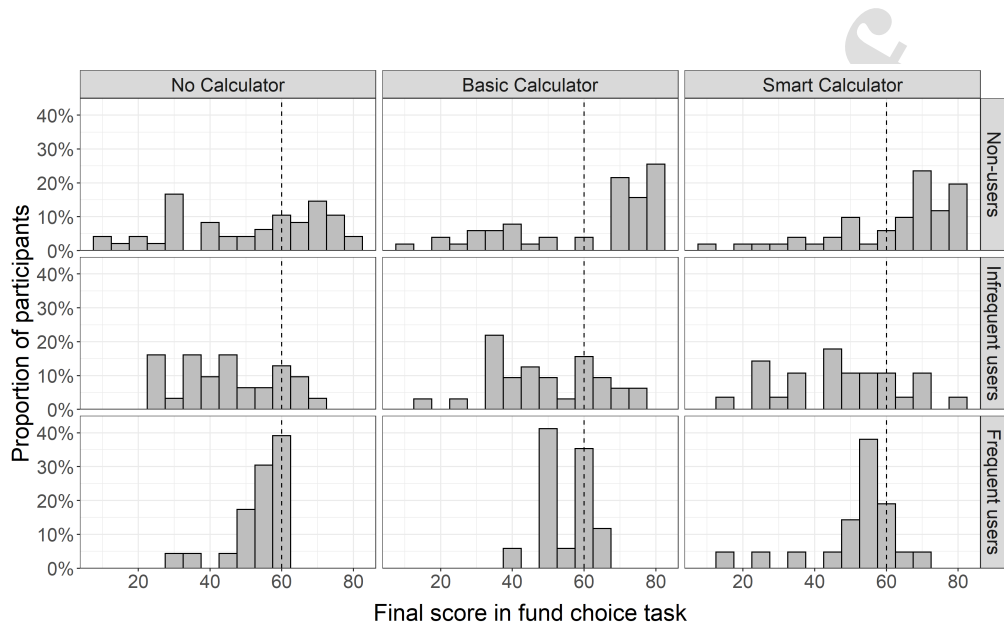 No Calculator Basic Calculator Smart Calculator
40%
30%
20%
10%
0%
Non-users
40%
30%
20%
10%
0%
Infrequent users
40%
30%
20%
10%
0%
Frequent users
Proportion of participants
20 40 60 80 20 40 60 80 20 40 60 80
Final score in fund choice task